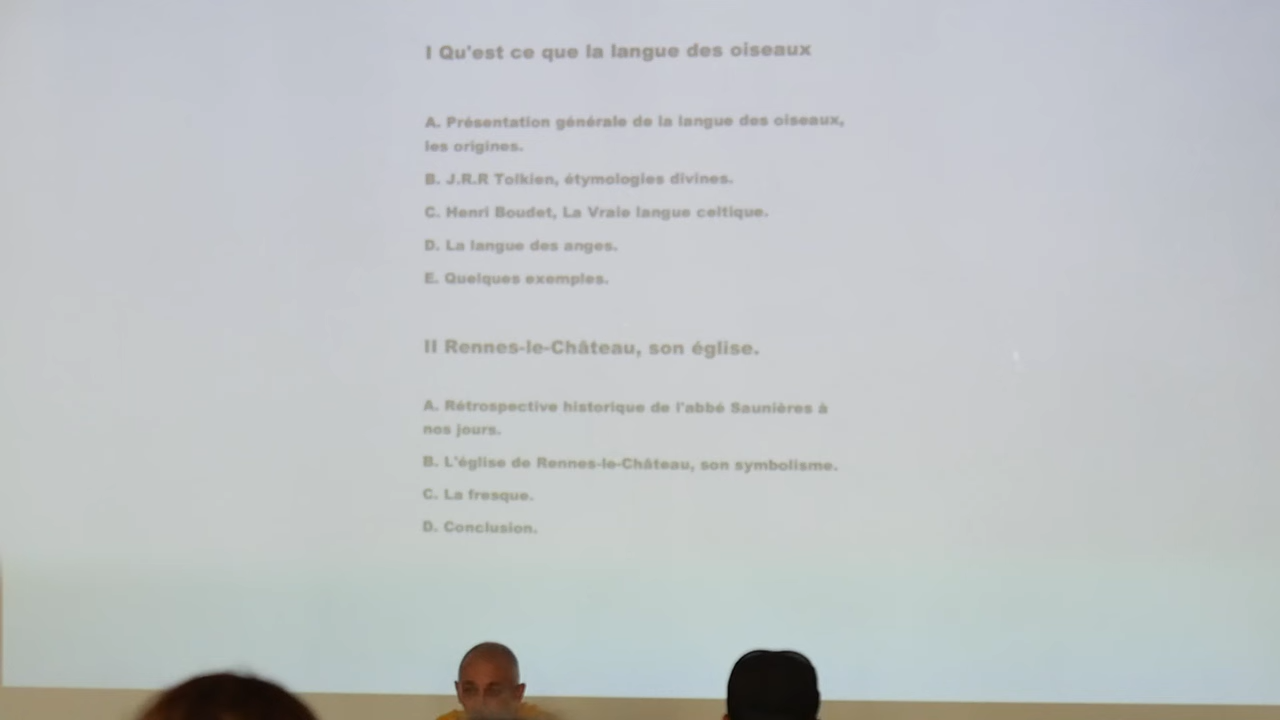 I Qu'est ce que la langue des oiseaux
A. Présentation générale de la langue des oiseaux,
les origines.
B. J.R.R Tolkien, étymologies divines.
C. Henri Boudet, La Vraie langue celtique.
D. La langue des anges.
E. Quelques exemples.
II Rennes-le-Château, son église.
A. Rétrospective historique de l'abbé Saunières à
nos jours.
B. L'église de Rennes-le-Château, son symbolisme.
C. La fresque.
D. Conclusion.